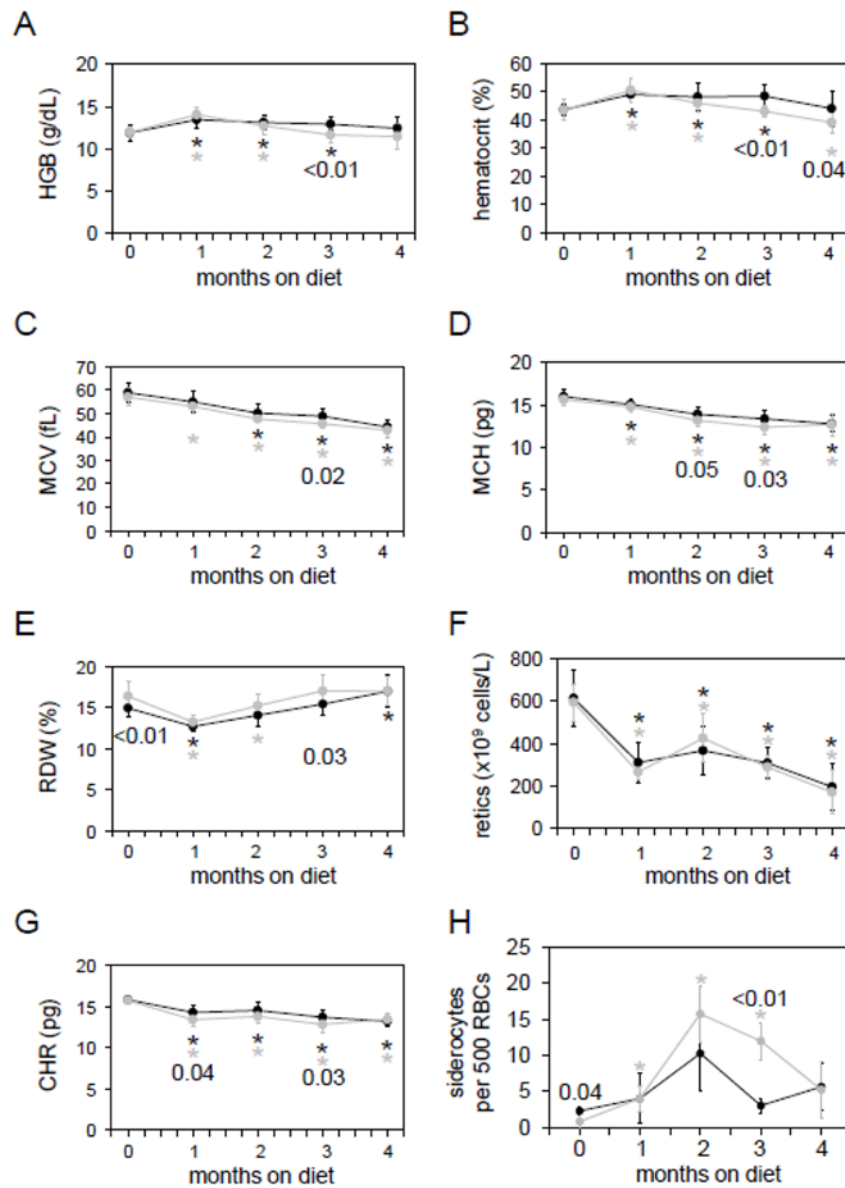 A
HGB (g/dL)
20
15
10
5
0
* * *
* *
<0.01
0 1 2 3 4
months on diet
B
hematocrit (%)
60
50
40
30
20
10
0
* * * *
* *
<0.01 0.04
0 1 2 3 4
months on diet
C
MCV (fL)
70
60
50
40
30
20
10
0
* * * *
* * *
0.02
0 1 2 3 4
months on diet
D
MCH (pg)
20
15
10
5
0
* * * *
* * * *
0.05 0.03
0 1 2 3 4
months on diet
E
RDW (%)
20
15
10
5
0
<0.01 * * *
* 0.03
0 1 2 3 4
months on diet
F
retics (x10⁹ cells/L)
800
600
400
200
0
* * * *
* * * *
0 1 2 3 4
months on diet
G
CHR (pg)
20
15
10
5
0
* * * *
* * * *
0.04 0.03
0 1 2 3 4
months on diet
H
siderocytes
per 500 RBCs
25
20
15
10
5
0
0.04 * * <0.01
*
0 1 2 3 4
months on diet